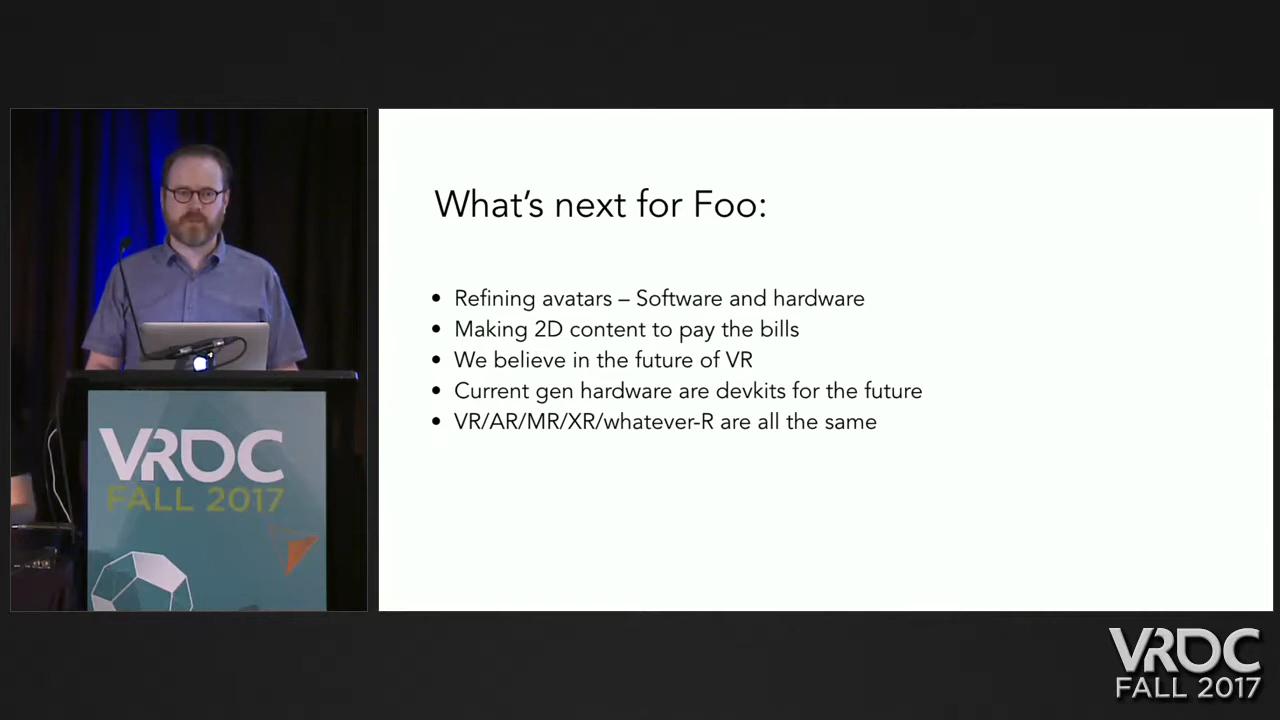 What's next for Foo:
• Refining avatars – Software and hardware
• Making 2D content to pay the bills
• We believe in the future of VR
• Current gen hardware are devkits for the future
• VR/AR/MR/XR/whatever-R are all the same
VRDC
FALL 2017
VRDC
FALL 2017